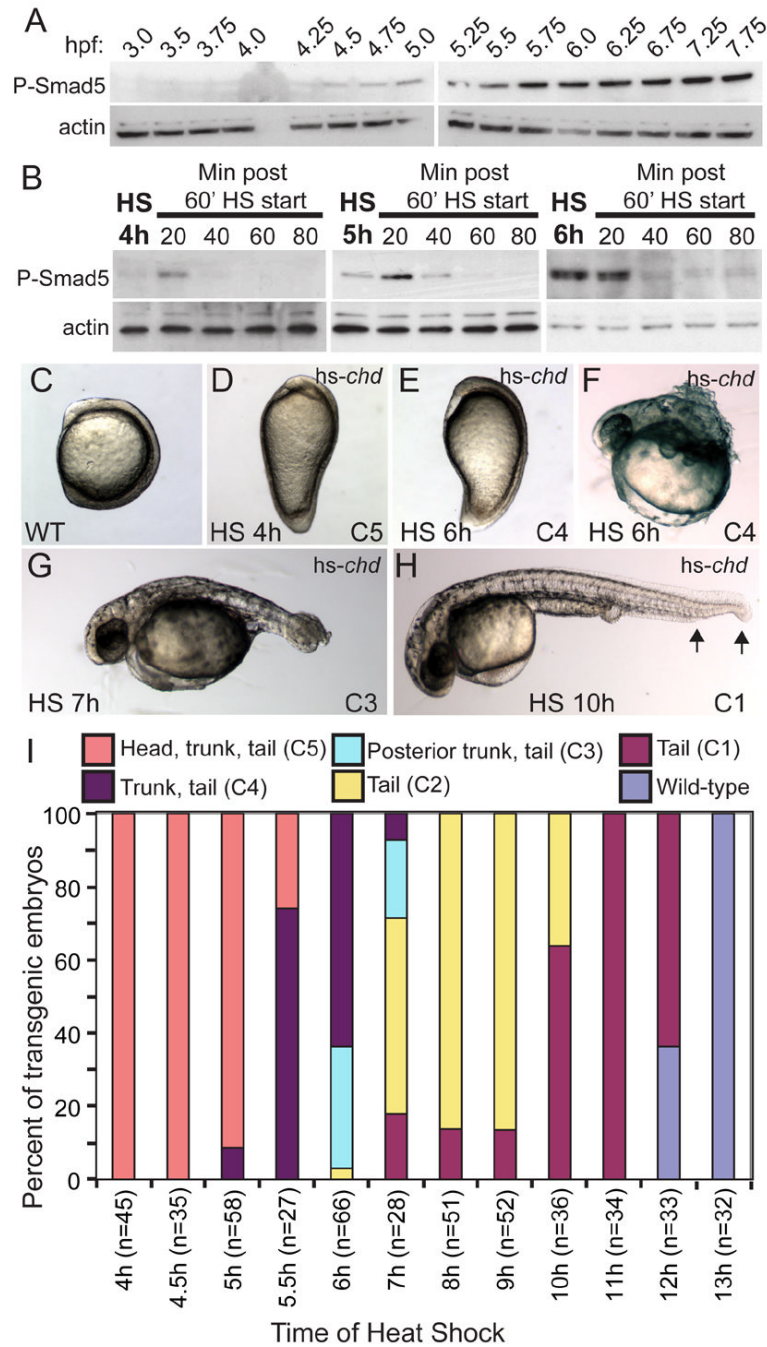 A
hpf: 3.0 3.5 3.75 4.0 4.25 4.5 4.75 5.0 5.25 5.5 5.75 6.0 6.25 6.75 7.25 7.75
P-Smad5
actin
B
Min post Min post Min post
HS 60' HS start HS 60' HS start HS 60' HS start
4h 20 40 60 80 5h 20 40 60 80 6h 20 40 60 80
P-Smad5
actin
C D hs-chd E hs-chd F hs-chd
WT HS 4h C5 HS 6h C4 HS 6h C4
G hs-chd H hs-chd
HS 7h C3 HS 10h C1
I
Head, trunk, tail (C5) Posterior trunk, tail (C3) Tail (C1)
Trunk, tail (C4) Tail (C2) Wild-type
100
80
60
40
20
0
Percent of transgenic embryos
4h (n=45) 4.5h (n=35) 5h (n=58) 5.5h (n=27) 6h (n=66) 7h (n=28) 8h (n=51) 9h (n=52) 10h (n=36) 11h (n=34) 12h (n=33) 13h (n=32)
Time of Heat Shock